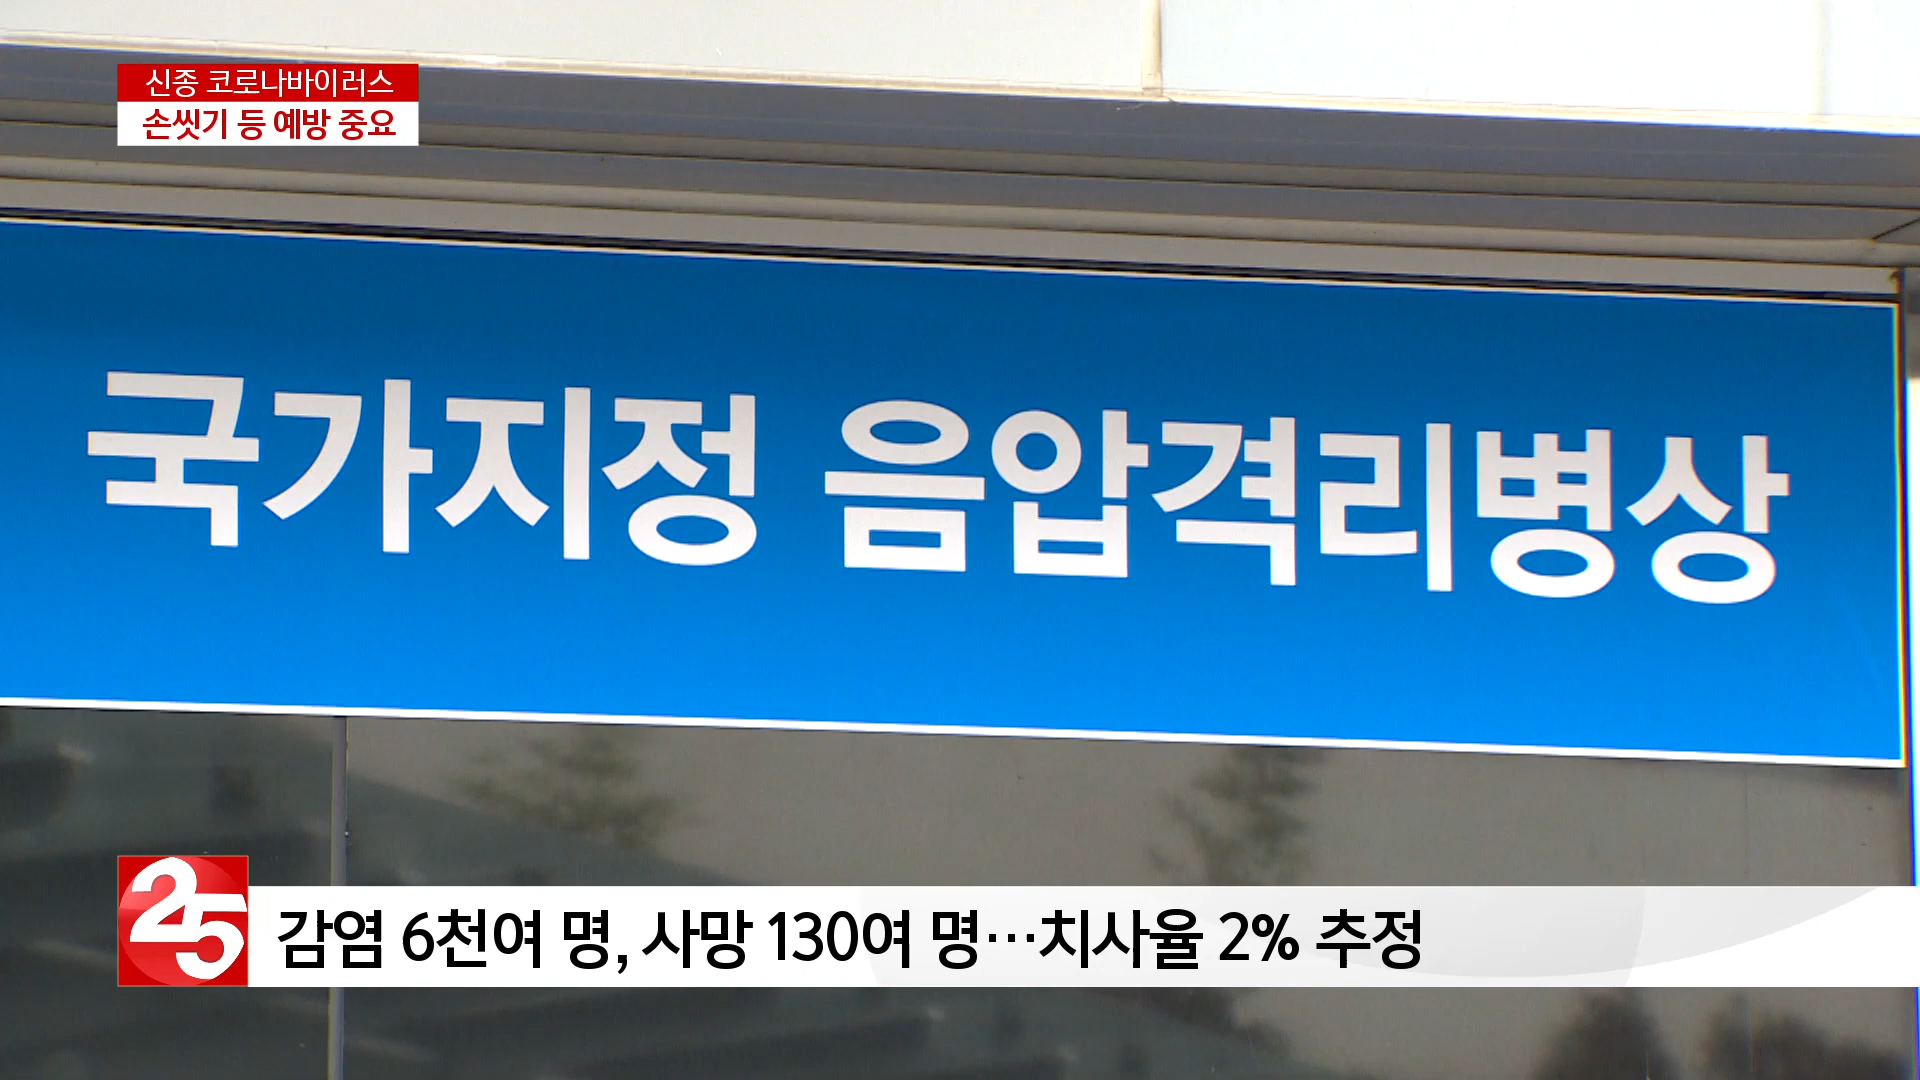 신종 코로나바이러스
손씻기 등 예방 중요
국가지정 음압격리병상
25
감염 6천여 명, 사망 130여 명…치사율 2% 추정